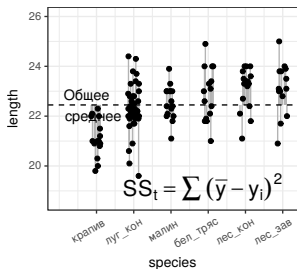 26
24
22
20
length
Общее
среднее
SSₜ = ∑ (y̅ − yᵢ)²
крапив
луг_кон
малин
бел_тряс
лес_кон
лес_зав
species